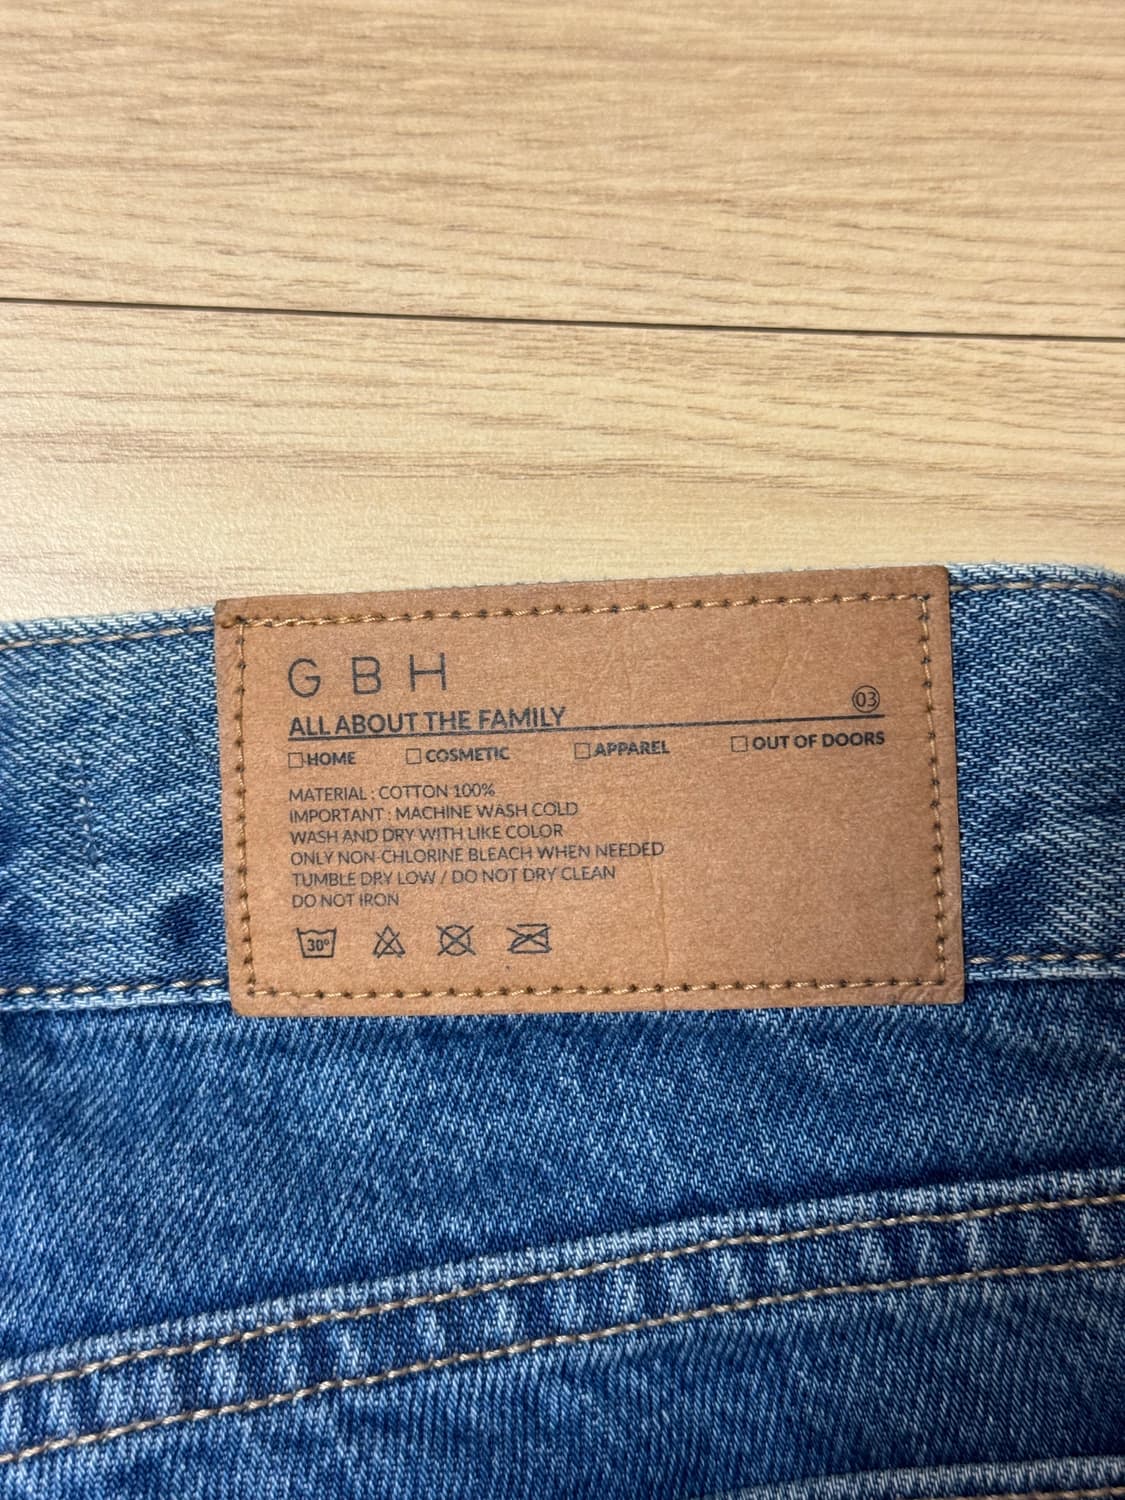 G B H
03
ALL ABOUT THE FAMILY
HOME COSMETIC APPAREL OUT OF DOORS
MATERIAL : COTTON 100%
IMPORTANT : MACHINE WASH COLD
WASH AND DRY WITH LIKE COLOR
ONLY NON-CHLORINE BLEACH WHEN NEEDED
TUMBLE DRY LOW / DO NOT DRY CLEAN
DO NOT IRON
30°